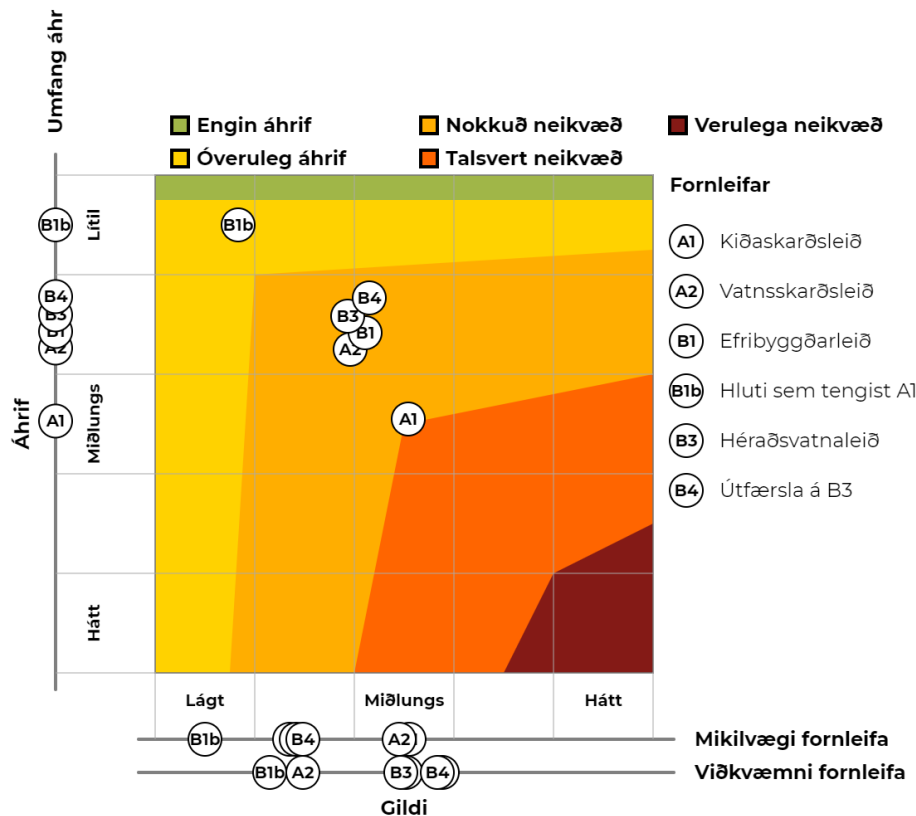 Umfang áhr
Engin áhrif
Nokkuð neikvæð
Verulega neikvæð
Óveruleg áhrif
Talsvert neikvæð
Fornleifar
A1 Kiðaskarðsleið
A2 Vatnsskarðsleið
B1 Efribyggðarleið
B1b Hluti sem tengist A1
B3 Héraðsvatnaleið
B4 Útfærsla á B3
Áhrif
Lítil
Miðlungs
Hátt
B1b
B4
B3
B1
A2
A1
B1b
B4
B3
B1
A2
A1
Lágt
Miðlungs
Hátt
B1b
B4
A2
Mikilvægi fornleifa
B1b
A2
B3
B4
Viðkvæmni fornleifa
Gildi